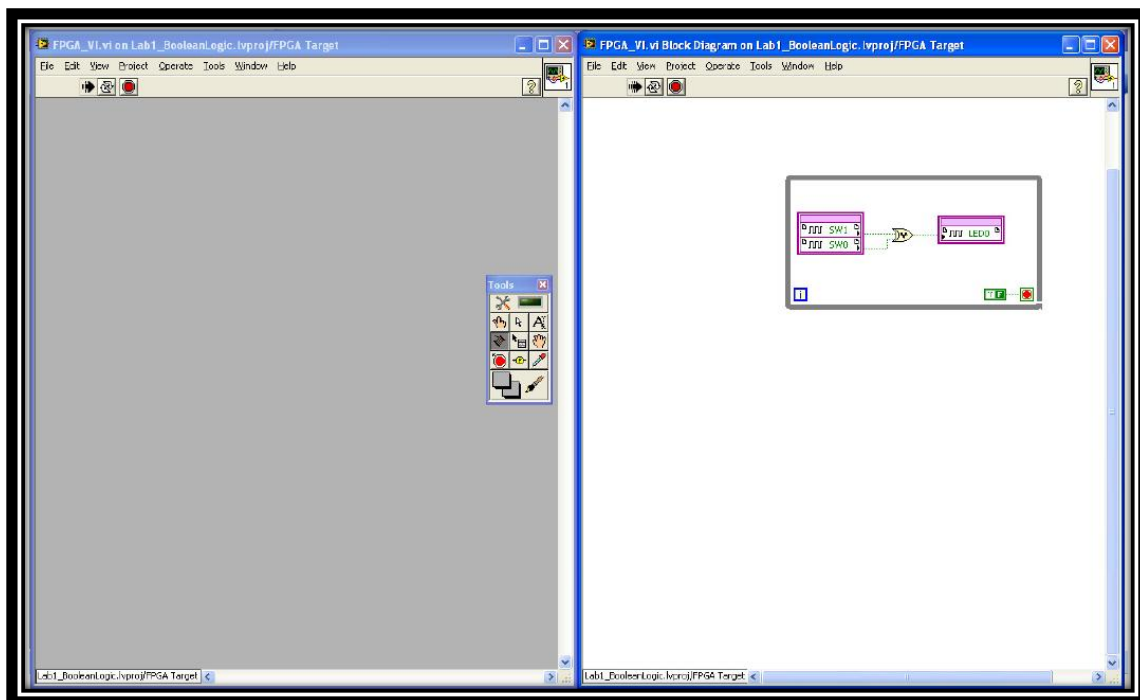 FPGA_VI.vi on Lab1_BooleanLogic.lvproj/FPGA Target
File Edit View Project Operate Tools Window Help
?
1
Tools
A
Lab1_BooleanLogic.lvproj/FPGA Target
FPGA_VI.vi Block Diagram on Lab1_BooleanLogic.lvproj/FPGA Target
File Edit View Project Operate Tools Window Help
?
1
SW1
SW0
V
LED0
i
T F
Lab1_BooleanLogic.lvproj/FPGA Target